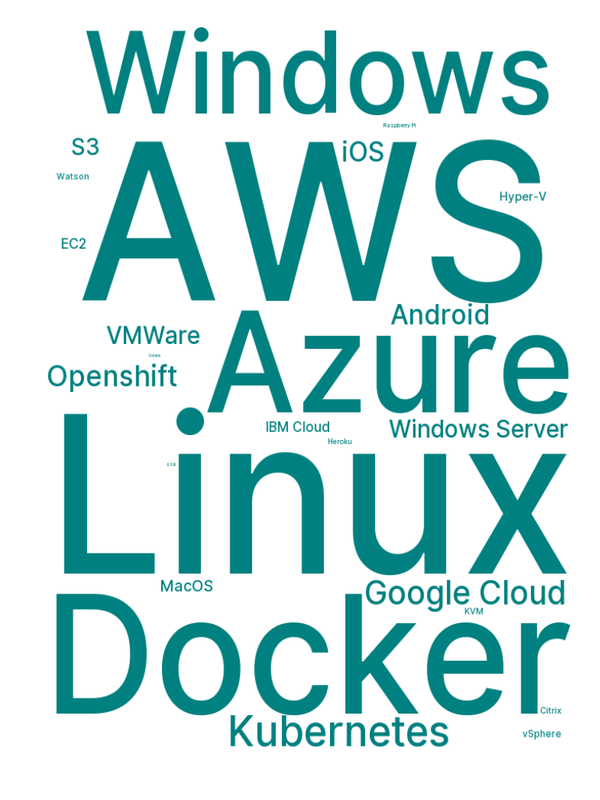 Windows
Raspberry Pi
S3
iOS
AWS
Watson
Hyper-V
EC2
Android
VMWare
Azure
Openshift
IBM Cloud
Windows Server
Heroku
Linux
MacOS
Google Cloud
KVM
Docker
Citrix
Kubernetes
vSphere